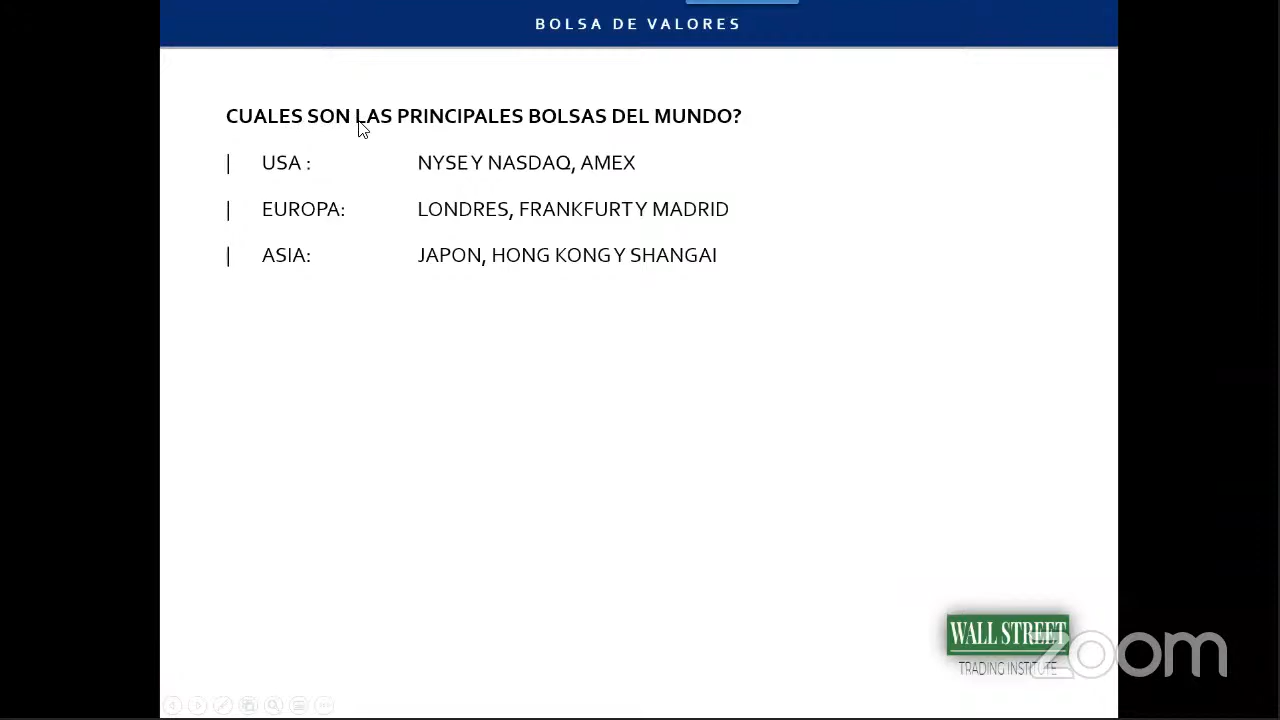 BOLSA DE VALORES
CUALES SON LAS PRINCIPALES BOLSAS DEL MUNDO?
| USA : NYSE Y NASDAQ, AMEX
| EUROPA: LONDRES, FRANKFURT Y MADRID
| ASIA: JAPON, HONG KONG Y SHANGAI
WALL STREET
TRADING INSTITUTE
zoom